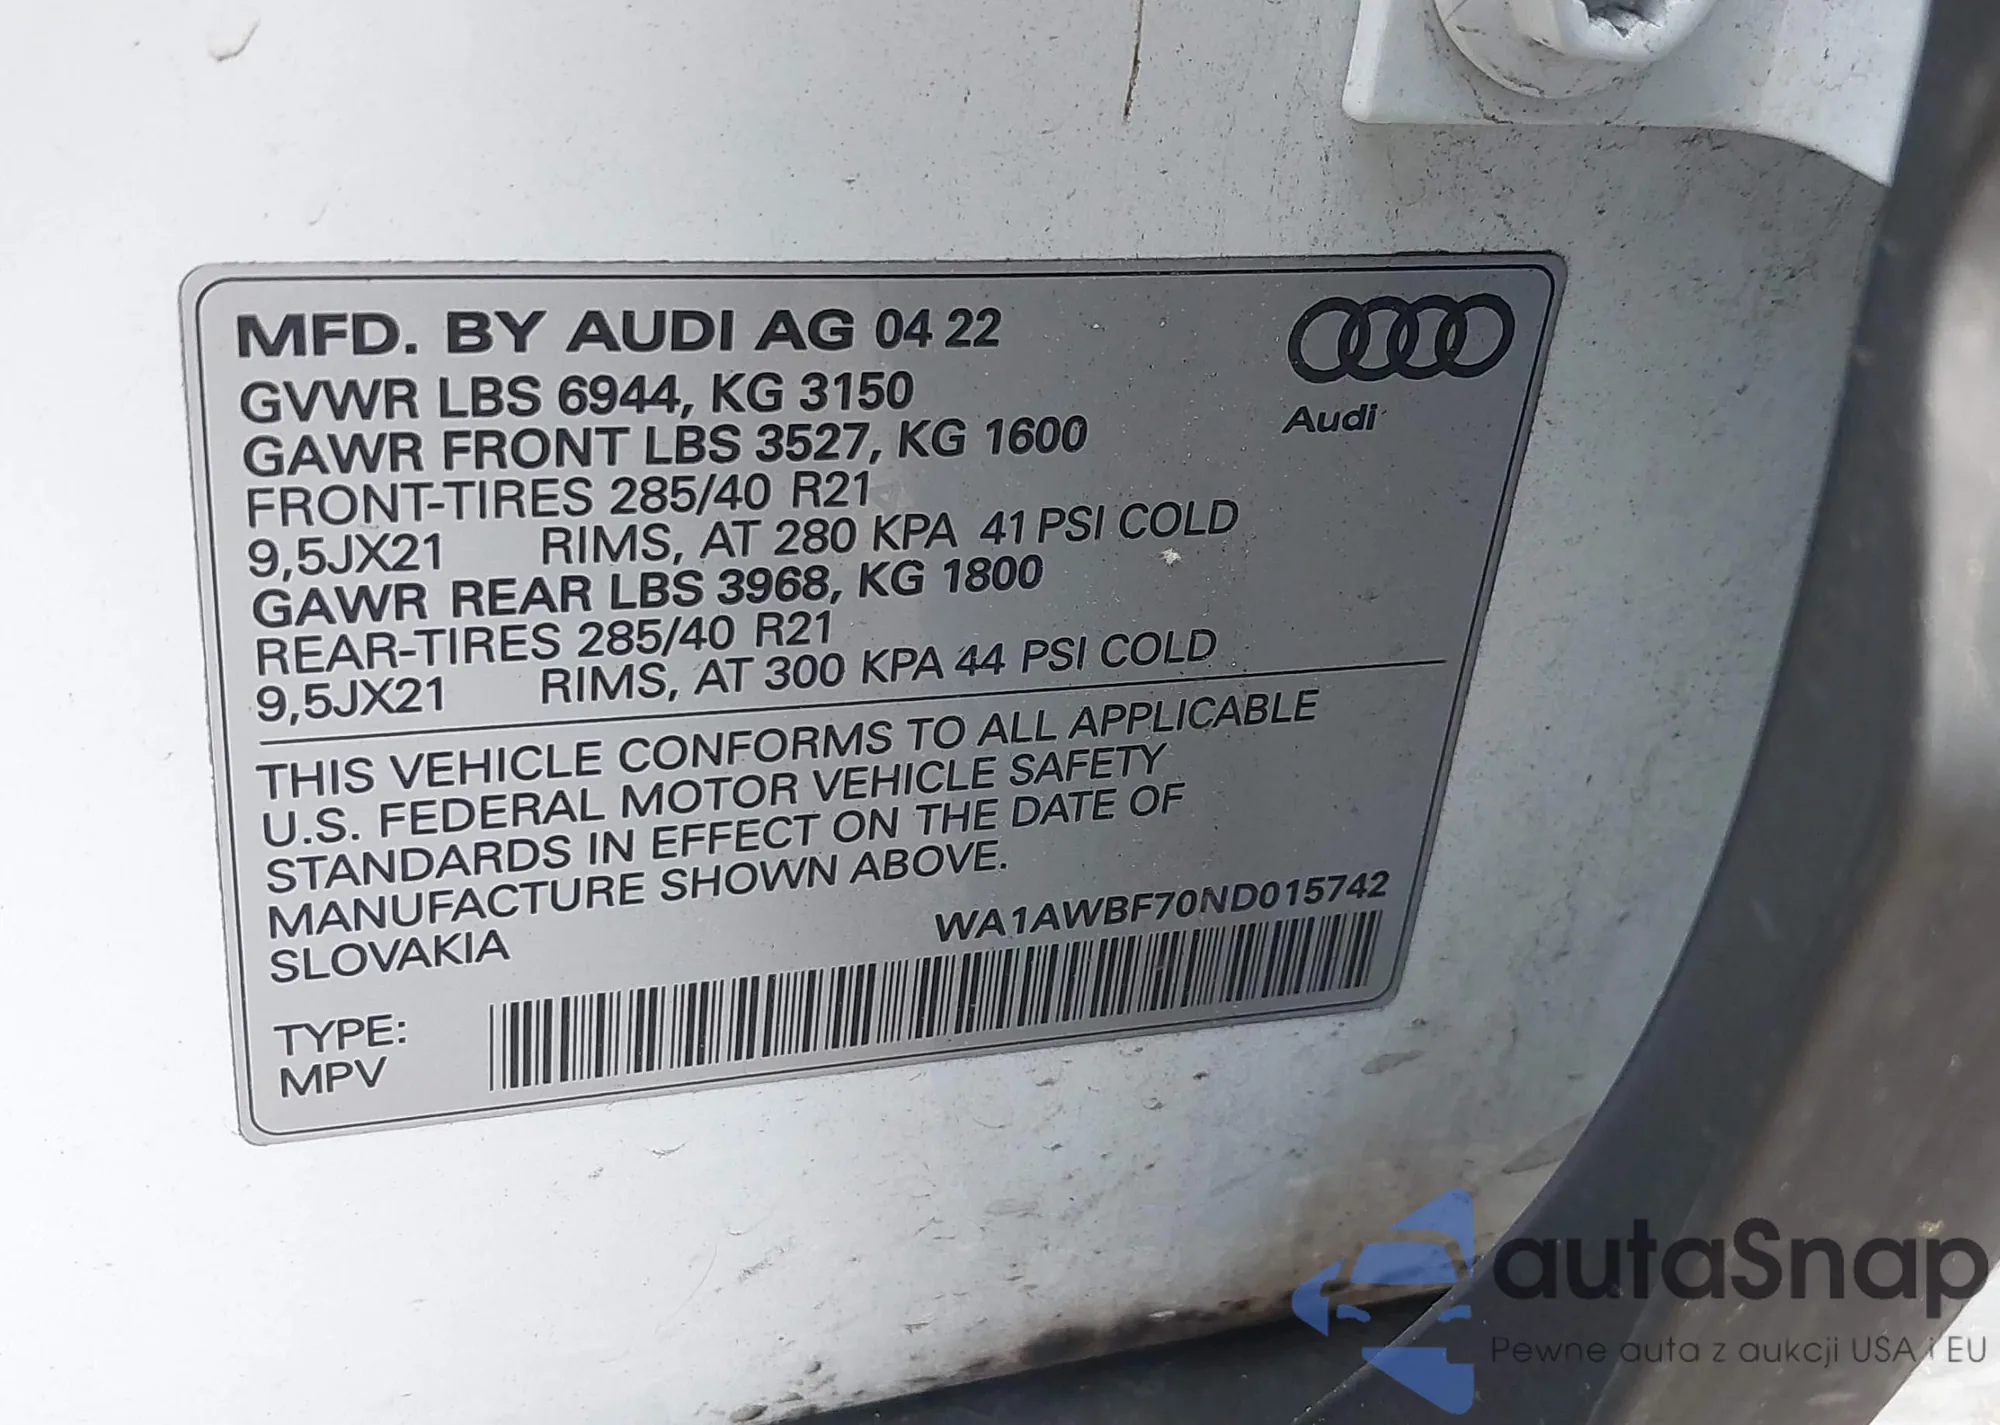 MFD. BY AUDI AG 04 22
GVWR LBS 6944, KG 3150
GAWR FRONT LBS 3527, KG 1600
FRONT-TIRES 285/40 R21
9,5JX21 RIMS, AT 280 KPA 41 PSI COLD
GAWR REAR LBS 3968, KG 1800
REAR-TIRES 285/40 R21
9,5JX21 RIMS, AT 300 KPA 44 PSI COLD
Audi
THIS VEHICLE CONFORMS TO ALL APPLICABLE
U.S. FEDERAL MOTOR VEHICLE SAFETY
STANDARDS IN EFFECT ON THE DATE OF
MANUFACTURE SHOWN ABOVE.
SLOVAKIA
WA1AWBF70ND015742
TYPE:
MPV
autaSnap
Pewne auta z aukcji USA i EU